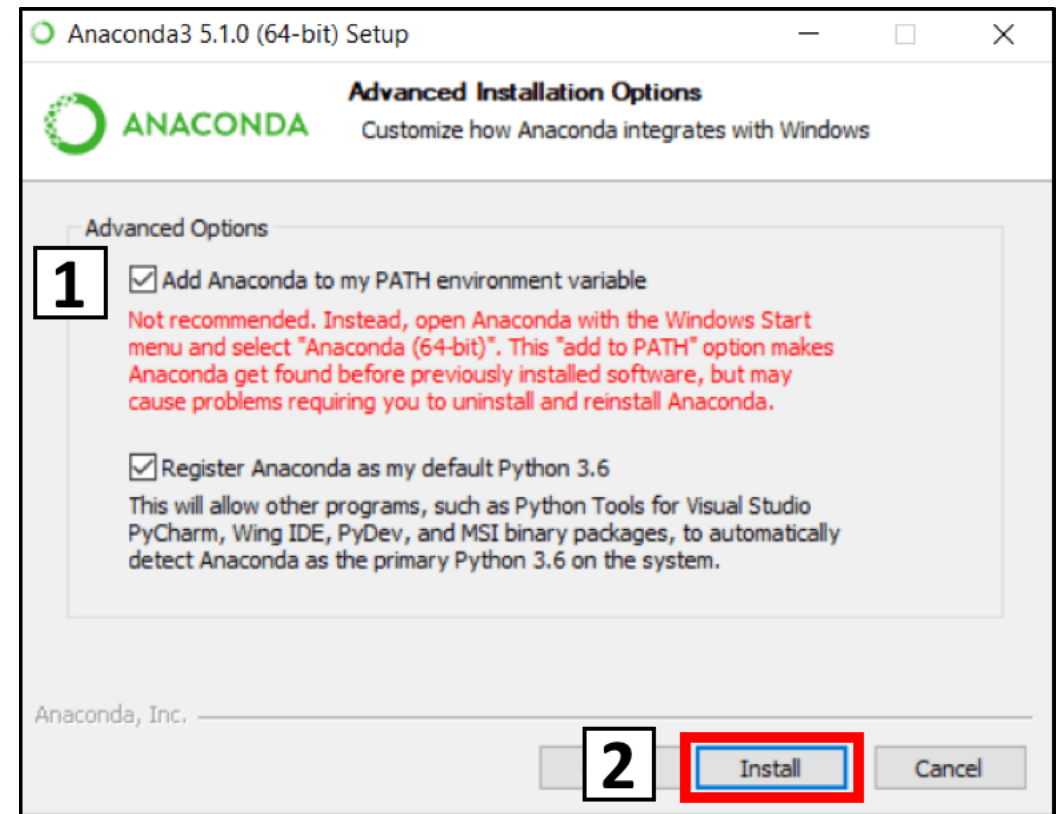 Anaconda3 5.1.0 (64-bit) Setup
ANACONDA
Advanced Installation Options
Customize how Anaconda integrates with Windows
Advanced Options
1
Add Anaconda to my PATH environment variable
Not recommended. Instead, open Anaconda with the Windows Start
menu and select "Anaconda (64-bit)". This "add to PATH" option makes
Anaconda get found before previously installed software, but may
cause problems requiring you to uninstall and reinstall Anaconda.
Register Anaconda as my default Python 3.6
This will allow other programs, such as Python Tools for Visual Studio
PyCharm, Wing IDE, PyDev, and MSI binary packages, to automatically
detect Anaconda as the primary Python 3.6 on the system.
Anaconda, Inc.
2
Install
Cancel